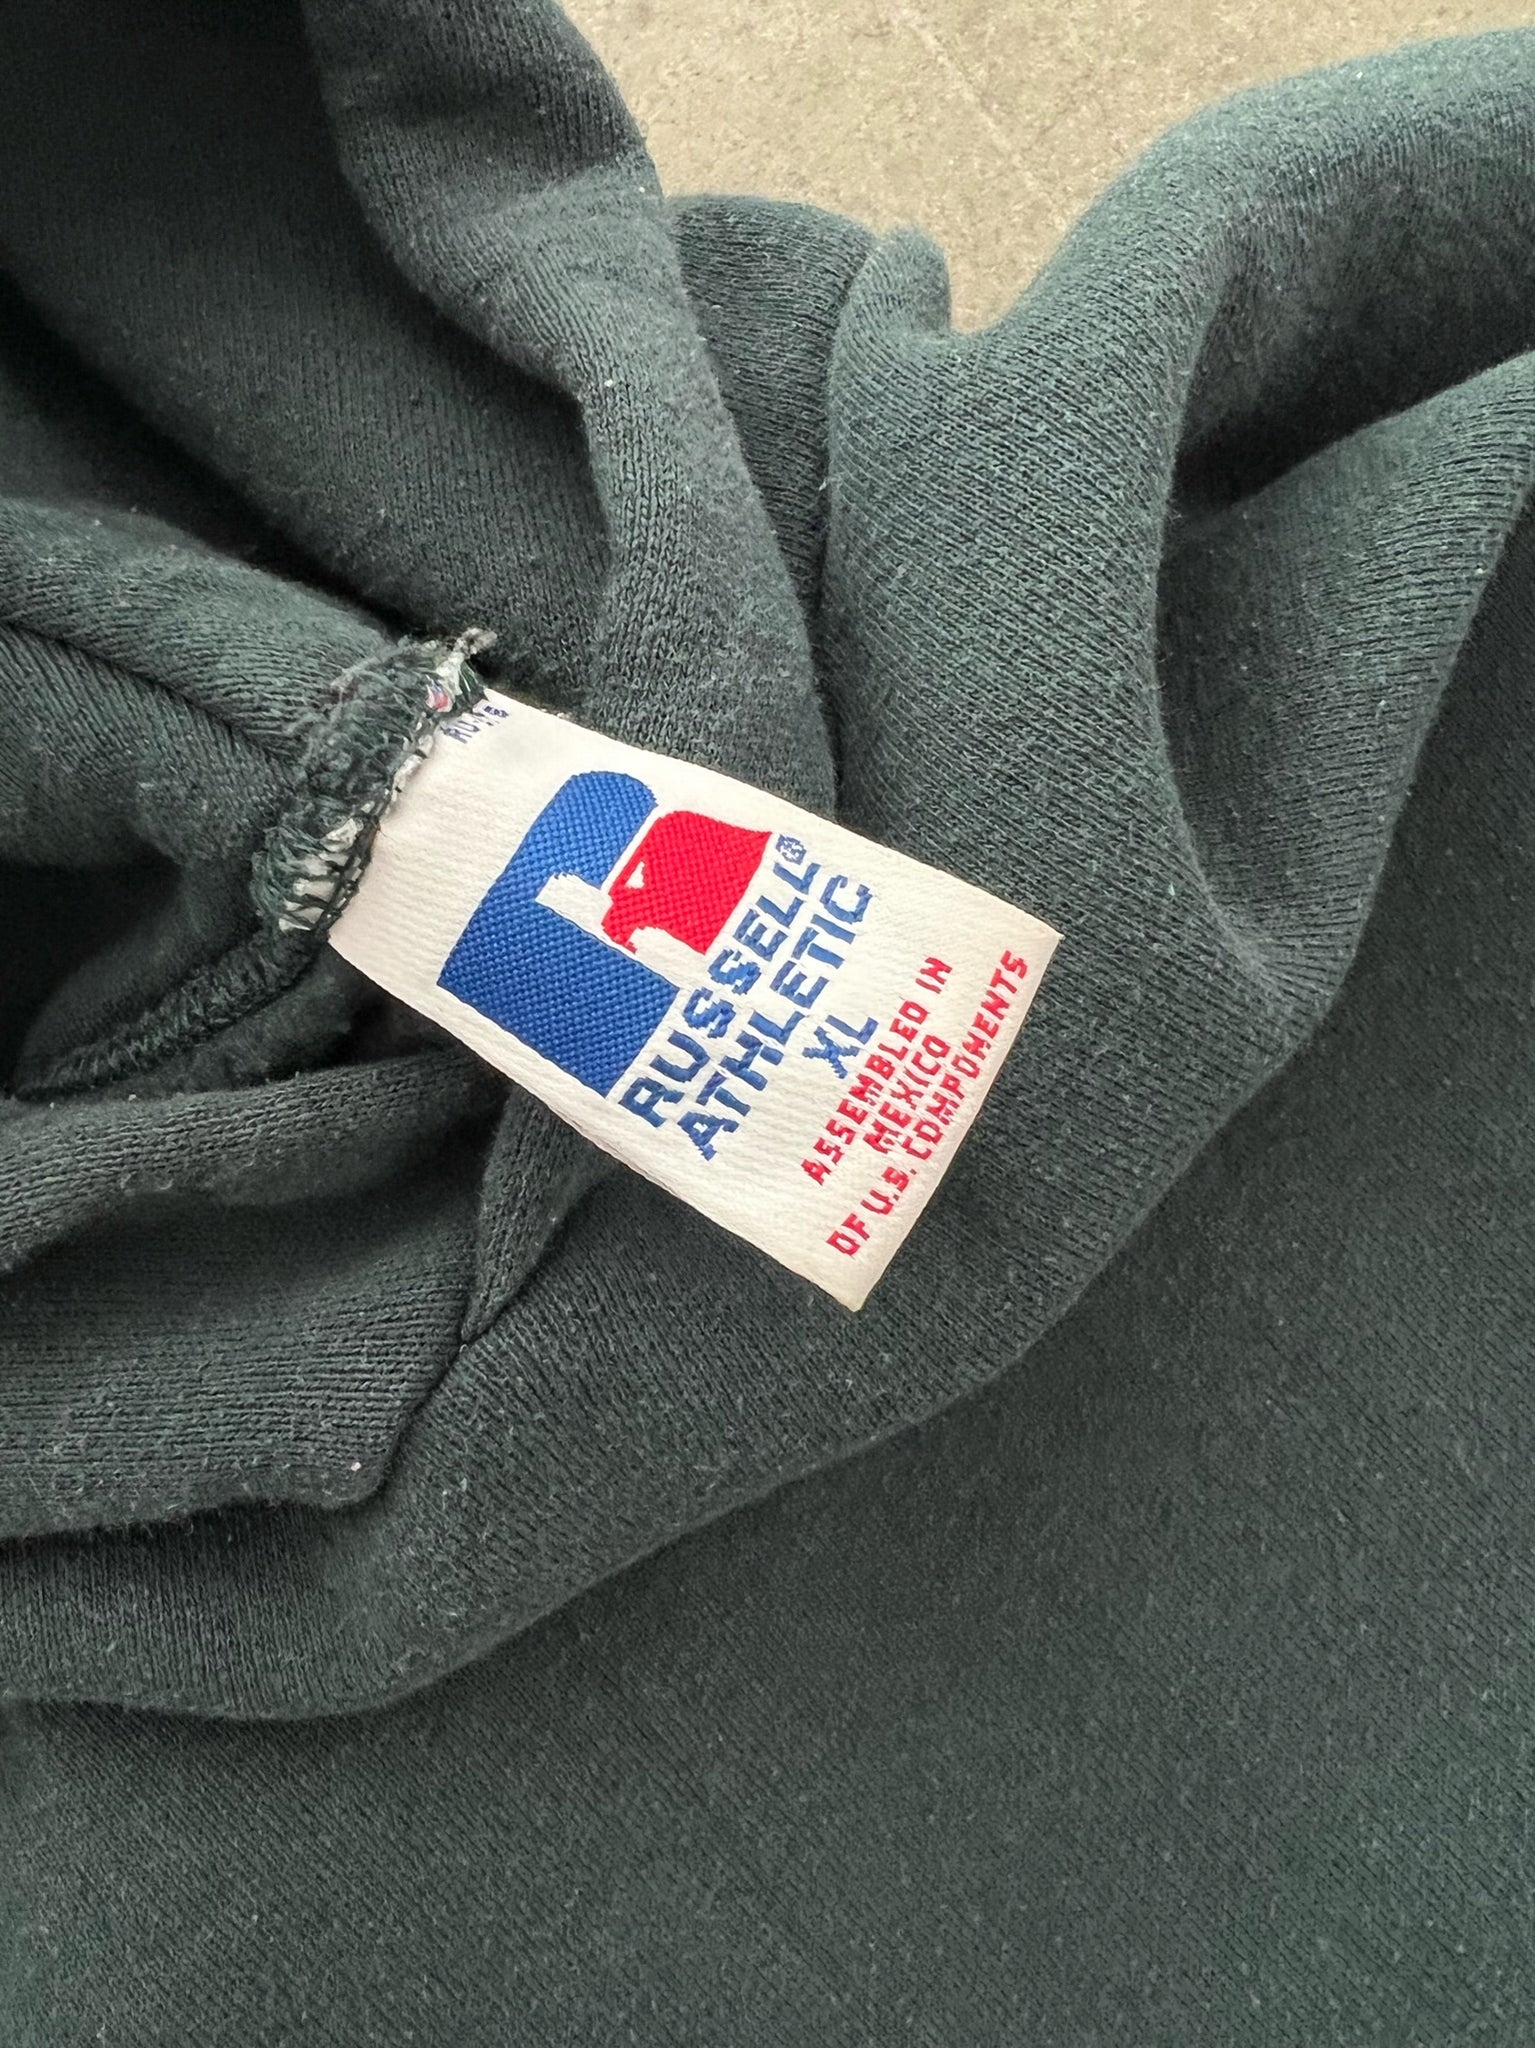 RUSSELL®
ATHLETIC
XL
ASSEMBLED IN
MEXICO
OF U.S. COMPONENTS